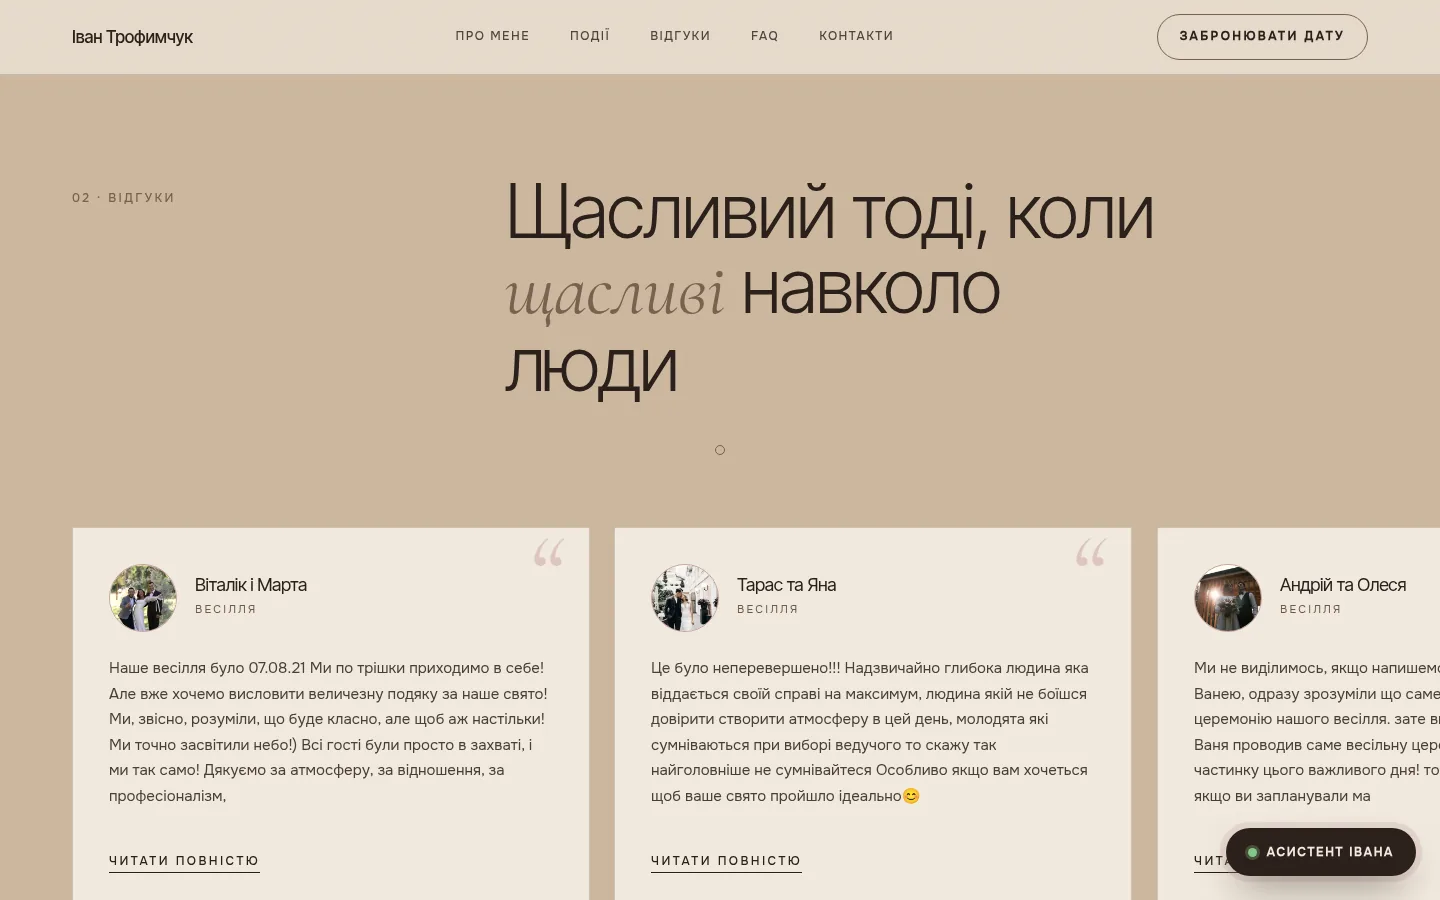 Іван Трофимчук
ПРО МЕНЕ
ПОДІЇ
ВІДГУКИ
FAQ
КОНТАКТИ
ЗАБРОНЮВАТИ ДАТУ
02 · ВІДГУКИ
Щасливий тоді, коли
щасливі навколо
люди
“
Віталік і Марта
ВЕСІЛЛЯ
Наше весілля було 07.08.21 Ми по трішки приходимо в себе!
Але вже хочемо висловити величезну подяку за наше свято!
Ми, звісно, розуміли, що буде класно, але щоб аж настільки!
Ми точно засвітили небо!) Всі гості були просто в захваті, і
ми так само! Дякуємо за атмосферу, за відношення, за
професіоналізм,
ЧИТАТИ ПОВНІСТЮ
“
Тарас та Яна
ВЕСІЛЛЯ
Це було неперевершено!!! Надзвичайно глибока людина яка
віддається своїй справі на максимум, людина якій не боїшся
довірити створити атмосферу в цей день, молодята які
сумніваються при виборі ведучого то скажу так
найголовніше не сумнівайтеся Особливо якщо вам хочеться
щоб ваше свято пройшло ідеально😊
ЧИТАТИ ПОВНІСТЮ
Андрій та Олеся
ВЕСІЛЛЯ
Ми не виділимось, якщо напишемо
Ванею, одразу зрозуміли що саме
церемонію нашого весілля. зате
Ваня проводив саме весільну
частинку цього важливого дня!
якщо ви запланували ма
АСИСТЕНТ ІВАНА